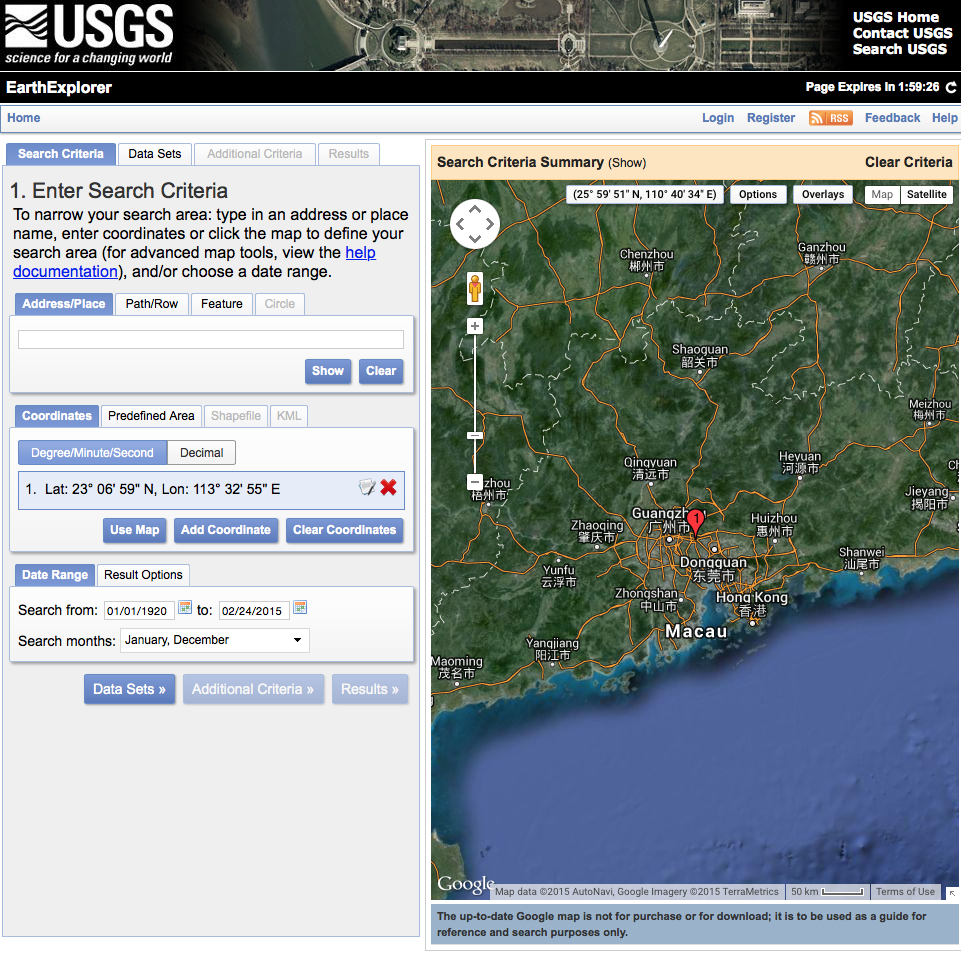 USGS
science for a changing world
USGS Home
Contact USGS
Search USGS
EarthExplorer
Page Expires In 1:59:26
Home
Login
Register
RSS
Feedback
Help
Search Criteria
Data Sets
Additional Criteria
Results
1. Enter Search Criteria
To narrow your search area: type in an address or place
name, enter coordinates or click the map to define your
search area (for advanced map tools, view the help
documentation), and/or choose a date range.
Address/Place
Path/Row
Feature
Circle
Show
Clear
Coordinates
Predefined Area
Shapefile
KML
Degree/Minute/Second
Decimal
1. Lat: 23° 06' 59" N, Lon: 113° 32' 55" E
Use Map
Add Coordinate
Clear Coordinates
Date Range
Result Options
Search from: 01/01/1920 to: 02/24/2015
Search months: January, December
Data Sets »
Additional Criteria »
Results »
Search Criteria Summary (Show)
Clear Criteria
(25° 59' 51" N, 110° 40' 34" E)
Options
Overlays
Map
Satellite
Chenzhou
郴州市
Ganzhou
赣州市
Shaoguan
韶关市
Meizhou
梅州市
Qingyuan
清远市
Heyuan
河源市
zhou
梧州市
Jieyang
揭阳市
Guangzh
广州市
1
Zhaoqing
肇庆市
Huizhou
惠州市
Shanwei
汕尾市
Dongguan
东莞市
Yunfu
云浮市
Zhongshan
中山市
Hong Kong
香港
Macau
Yangjiang
阳江市
Maoming
茂名市
Google
Map data ©2015 AutoNavi, Google Imagery ©2015 TerraMetrics
50 km
Terms of Use
The up-to-date Google map is not for purchase or for download; it is to be used as a guide for
reference and search purposes only.